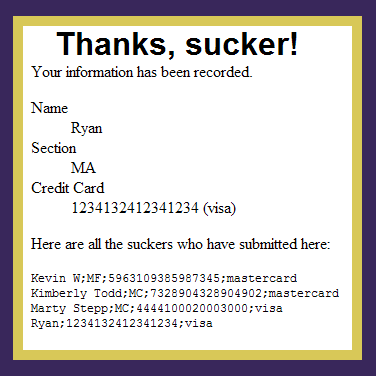 Thanks, sucker!
Your information has been recorded.
Name
Ryan
Section
MA
Credit Card
1234132412341234 (visa)
Here are all the suckers who have submitted here:
Kevin W;MF;5963109385987345;mastercard
Kimberly Todd;MC;7328904328904902;mastercard
Marty Stepp;MC;4444100020003000;visa
Ryan;1234132412341234;visa